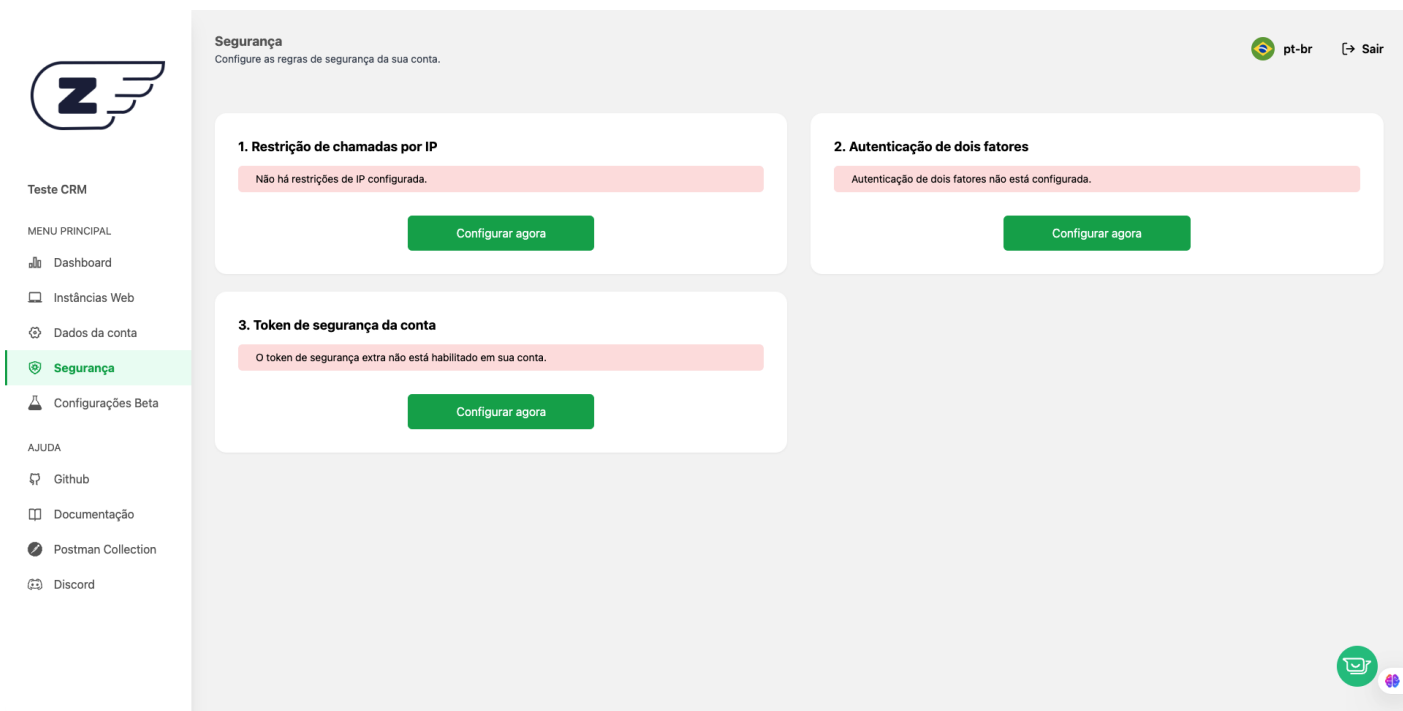 Z
Teste CRM
MENU PRINCIPAL
Dashboard
Instâncias Web
Dados da conta
Segurança
Configurações Beta
AJUDA
Github
Documentação
Postman Collection
Discord
Segurança
Configure as regras de segurança da sua conta.
pt-br
Sair
1. Restrição de chamadas por IP
Não há restrições de IP configurada.
Configurar agora
2. Autenticação de dois fatores
Autenticação de dois fatores não está configurada.
Configurar agora
3. Token de segurança da conta
O token de segurança extra não está habilitado em sua conta.
Configurar agora